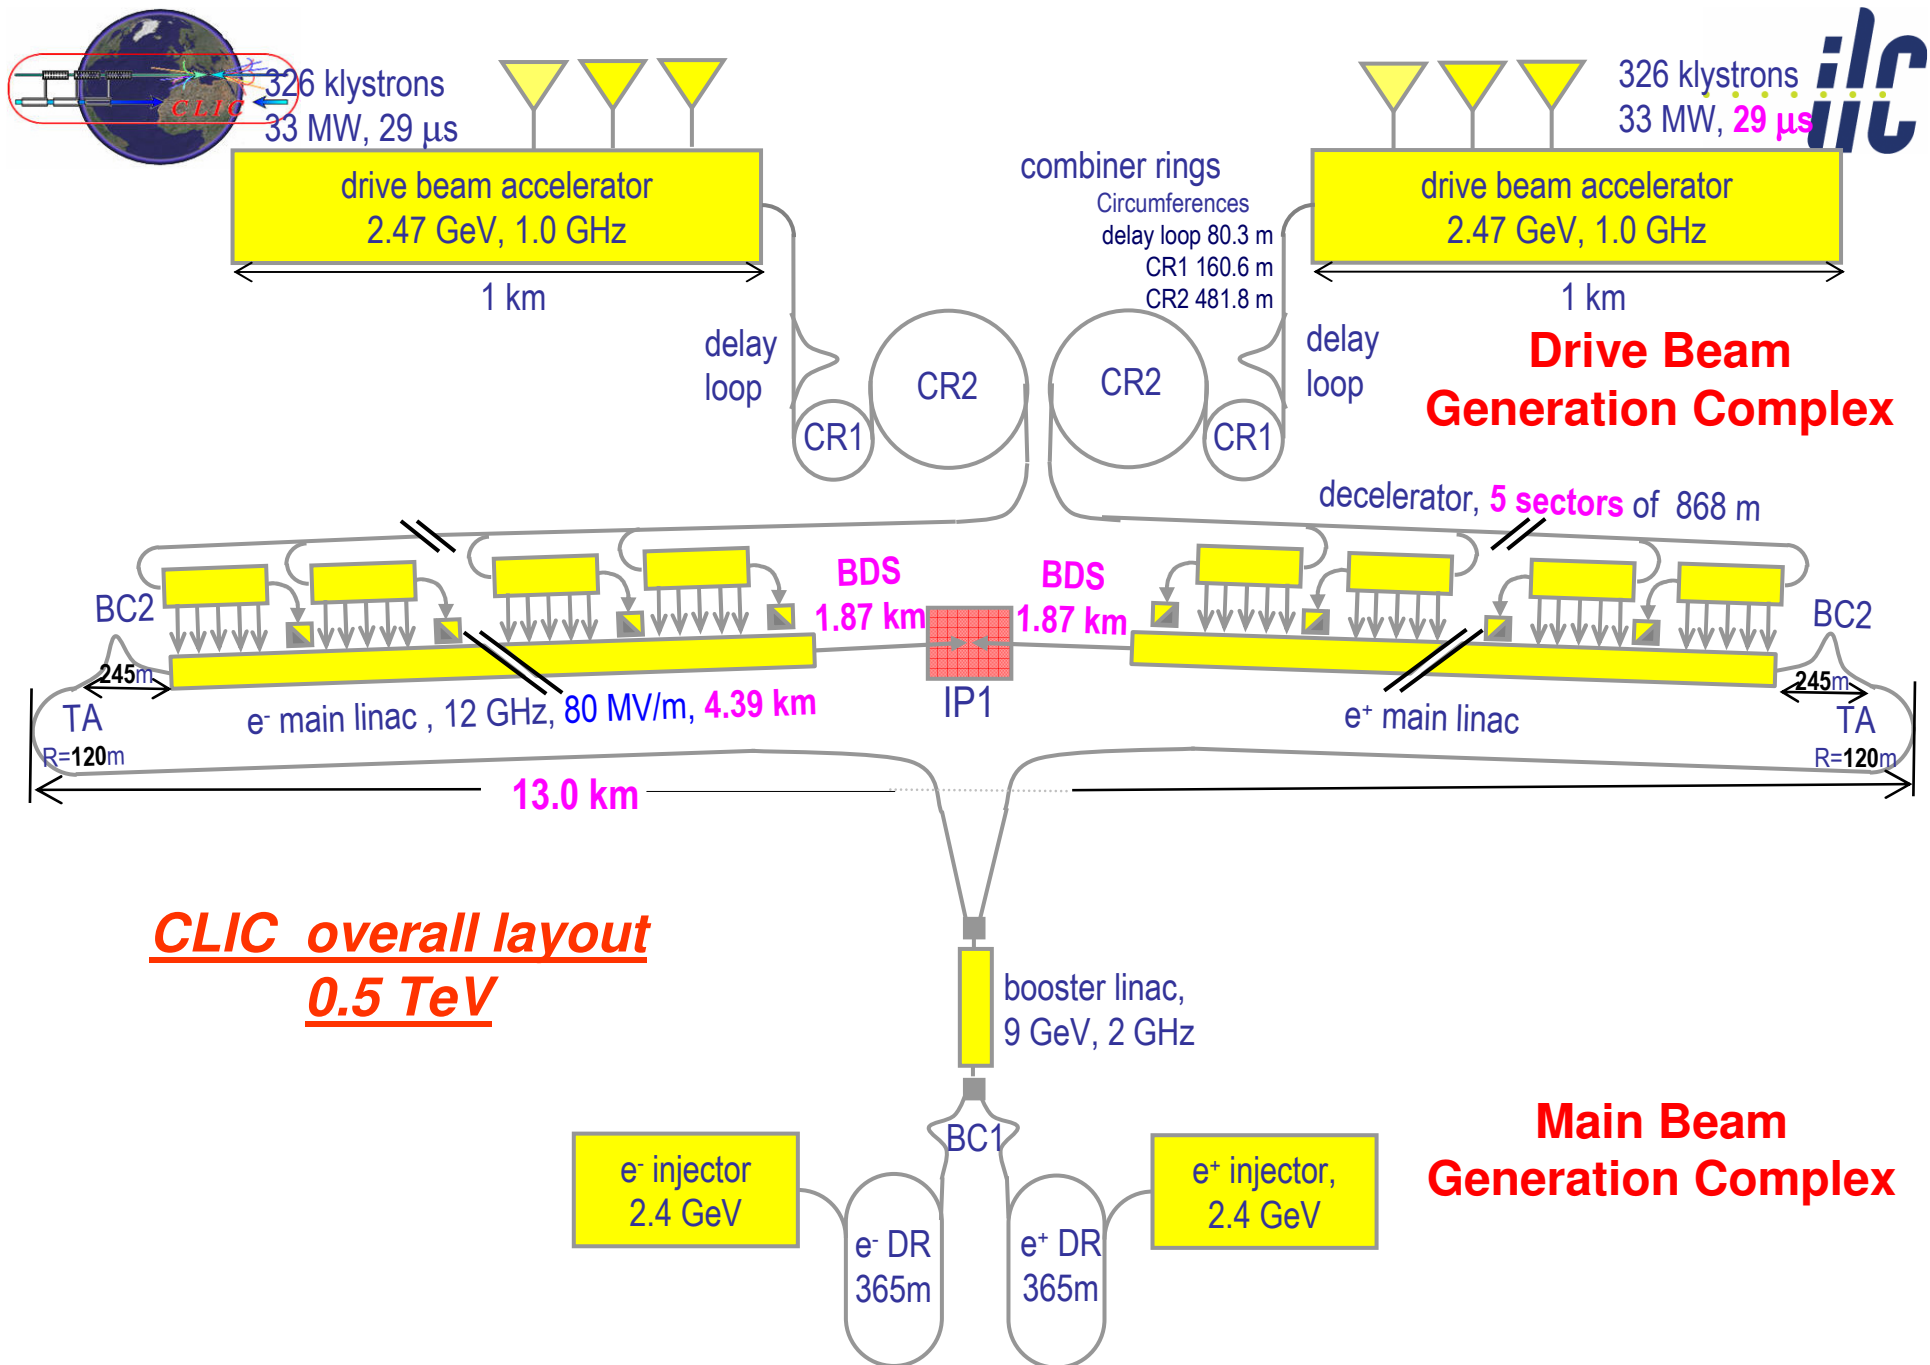 CLIC
326 klystrons
33 MW, 29 μs
drive beam accelerator
2.47 GeV, 1.0 GHz
1 km
combiner rings
Circumferences
delay loop 80.3 m
CR1 160.6 m
CR2 481.8 m
326 klystrons
33 MW, 29 μs
ilc
drive beam accelerator
2.47 GeV, 1.0 GHz
1 km
delay
loop
CR1
CR2
CR2
CR1
delay
loop
Drive Beam
Generation Complex
decelerator, 5 sectors of 868 m
BC2
BDS
1.87 km
BDS
1.87 km
BC2
245m
TA
R=120m
e- main linac , 12 GHz, 80 MV/m, 4.39 km
IP1
e+ main linac
245m
TA
R=120m
13.0 km
CLIC overall layout
0.5 TeV
booster linac,
9 GeV, 2 GHz
BC1
e- injector
2.4 GeV
e- DR
365m
e+ DR
365m
e+ injector,
2.4 GeV
Main Beam
Generation Complex